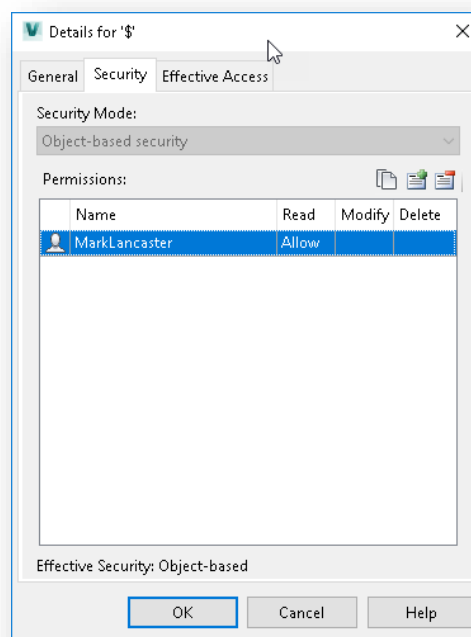 Details for '$'
General Security Effective Access
Security Mode:
Object-based security
Permissions:
Name Read Modify Delete
MarkLancaster Allow
Effective Security: Object-based
OK Cancel Help